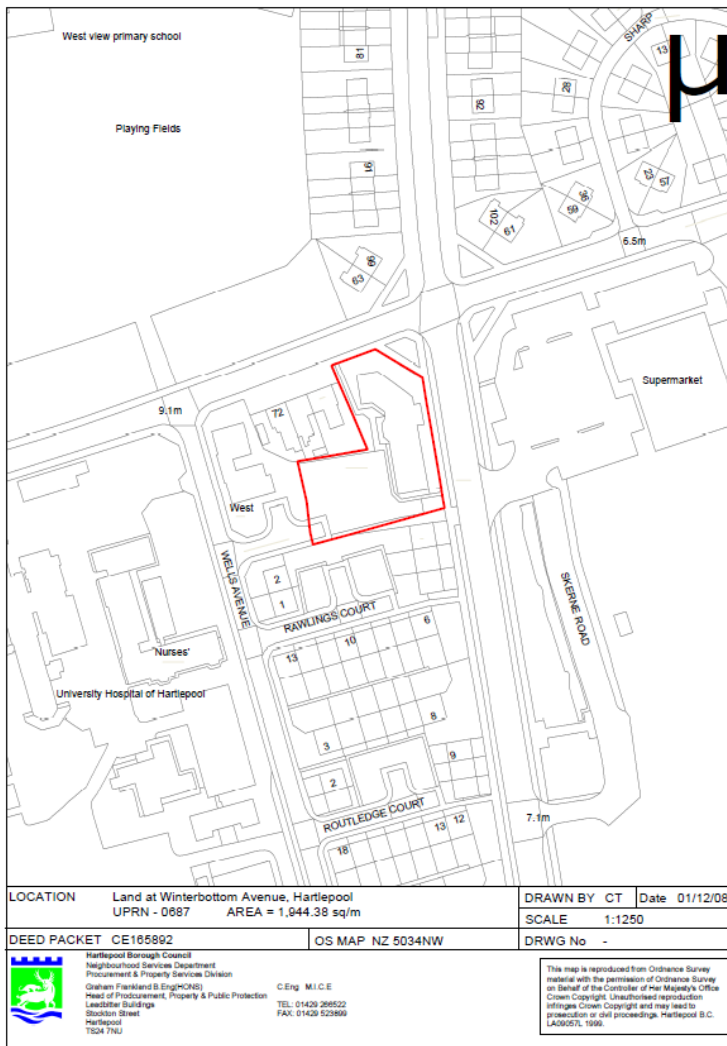 West view primary school
Playing Fields
81
91
99
63
82
28
13
SHARP
µ
102
61
59
36
23
57
6.5m
Supermarket
9.1m
72
West
WELLS AVENUE
2
1
RAWLINGS COURT
SKERNE ROAD
Nurses'
University Hospital of Hartlepool
13
10
6
3
8
2
9
ROUTLEDGE COURT
18
13
12
7.1m
LOCATION Land at Winterbottom Avenue, Hartlepool
UPRN - 0687 AREA = 1,944.38 sq/m
DRAWN BY CT Date 01/12/08
SCALE 1:1250
DEED PACKET CE165892 OS MAP NZ 5034NW DRWG No -
Hartlepool Borough Council
Neighbourhood Services Department
Procurement & Property Services Division
Graham Frankland B.Eng(HONS) C.Eng M.I.C.E
Head of Prodcurement, Property & Public Protection
Leadbitter Buildings TEL: 01429 266522
Stockton Street FAX: 01429 523899
Hartlepool
TS24 7NU
This map is reproduced from Ordnance Survey
material with the permission of Ordnance Survey
on Behalf of the Controller of Her Majesty's Office
Crown Copyright. Unauthorised reproduction
infringes Crown Copyright and may lead to
prosecution or civil proceedings. Hartlepool B.C.
LA09057L 1999.